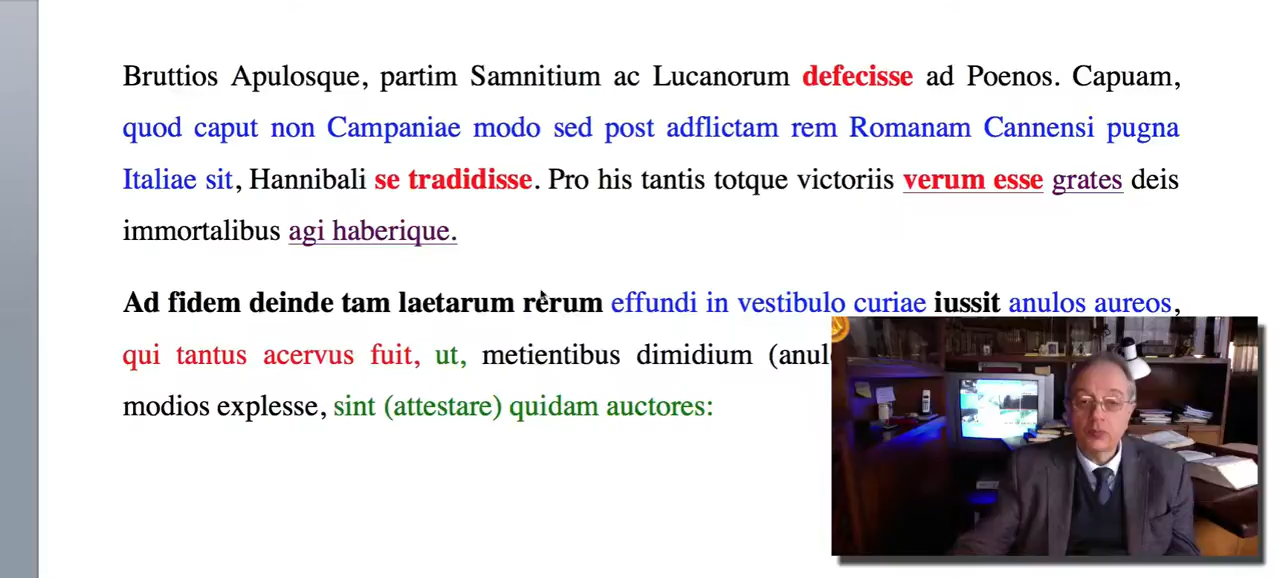 Bruttios Apulosque, partim Samnitium ac Lucanorum defecisse ad Poenos. Capuam,
quod caput non Campaniae modo sed post adflictam rem Romanam Cannensi pugna
Italiae sit, Hannibali se tradidisse. Pro his tantis totque victoriis verum esse grates deis
immortalibus agi haberique.
Ad fidem deinde tam laetarum rerum effundi in vestibulo curiae iussit anulos aureos,
qui tantus acervus fuit, ut, metientibus dimidium
modios explesse, sint (attestare) quidam auctores: